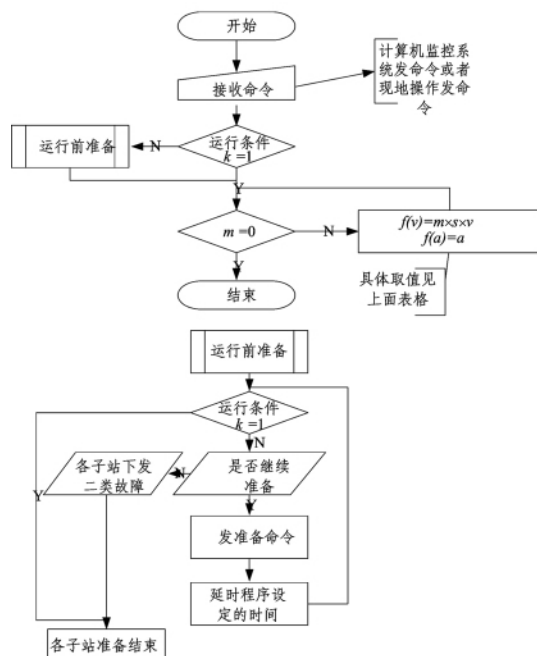 开始
接收命令
计算机监控系
统发命令或者
现地操作发命
令
运行前准备
N
运行条件
k=1
Y
m=0
N
f(v)=m×s×v
f(a)=a
Y
具体取值见
上面表格
结束
运行前准备
运行条件
k=1
N
各子站下发
二类故障
N
是否继续
准备
Y
Y
发准备命令
延时程序设
定的时间
各子站准备结束